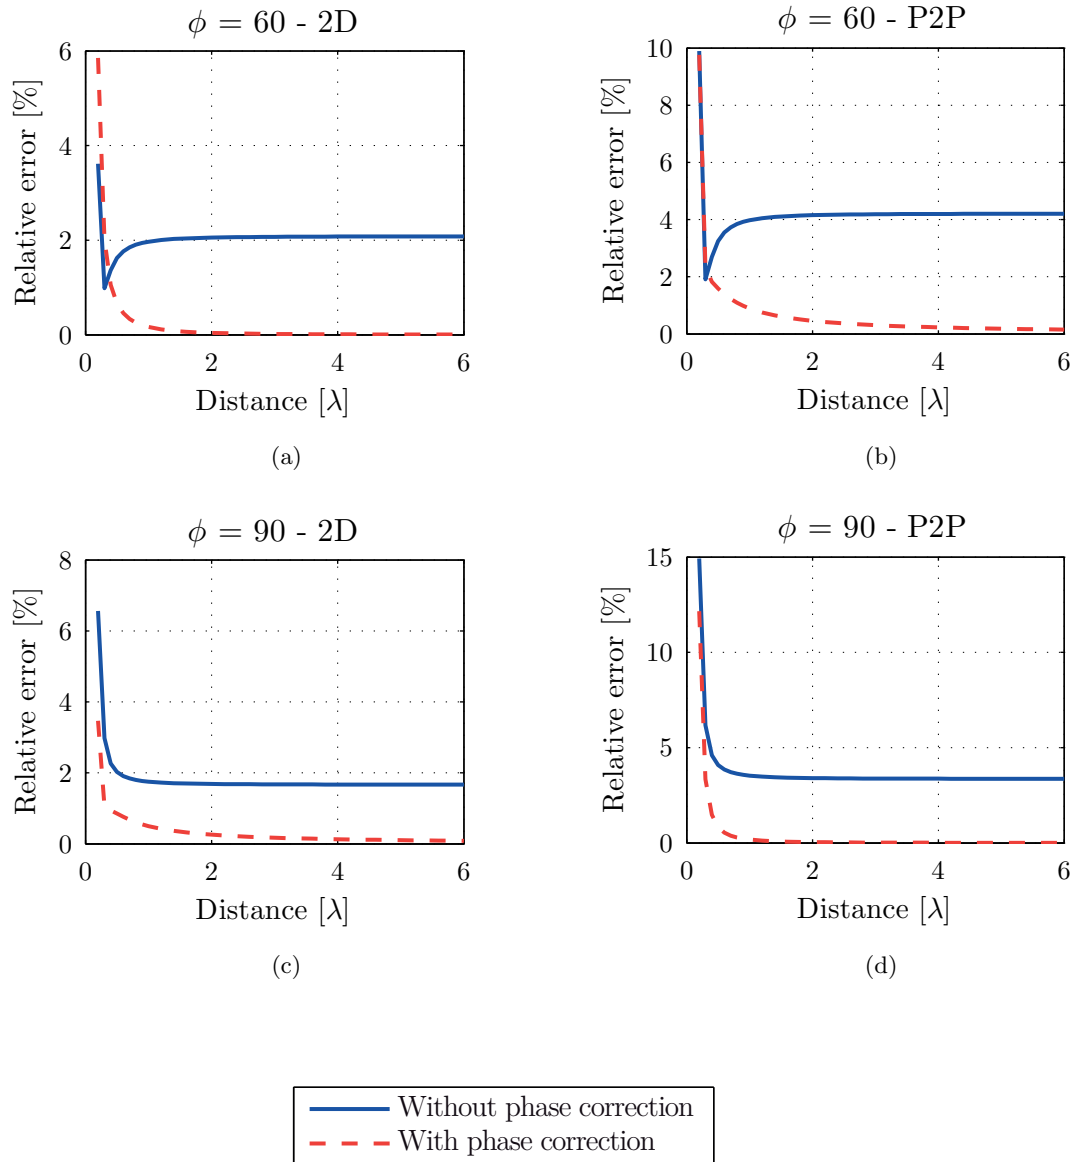 ϕ = 60 - 2D
Relative error [%]
6
4
2
0
0 2 4 6
Distance [λ]
(a)
ϕ = 60 - P2P
Relative error [%]
10
8
6
4
2
0
0 2 4 6
Distance [λ]
(b)
ϕ = 90 - 2D
Relative error [%]
8
6
4
2
0
0 2 4 6
Distance [λ]
(c)
ϕ = 90 - P2P
Relative error [%]
15
10
5
0
0 2 4 6
Distance [λ]
(d)
Without phase correction
With phase correction